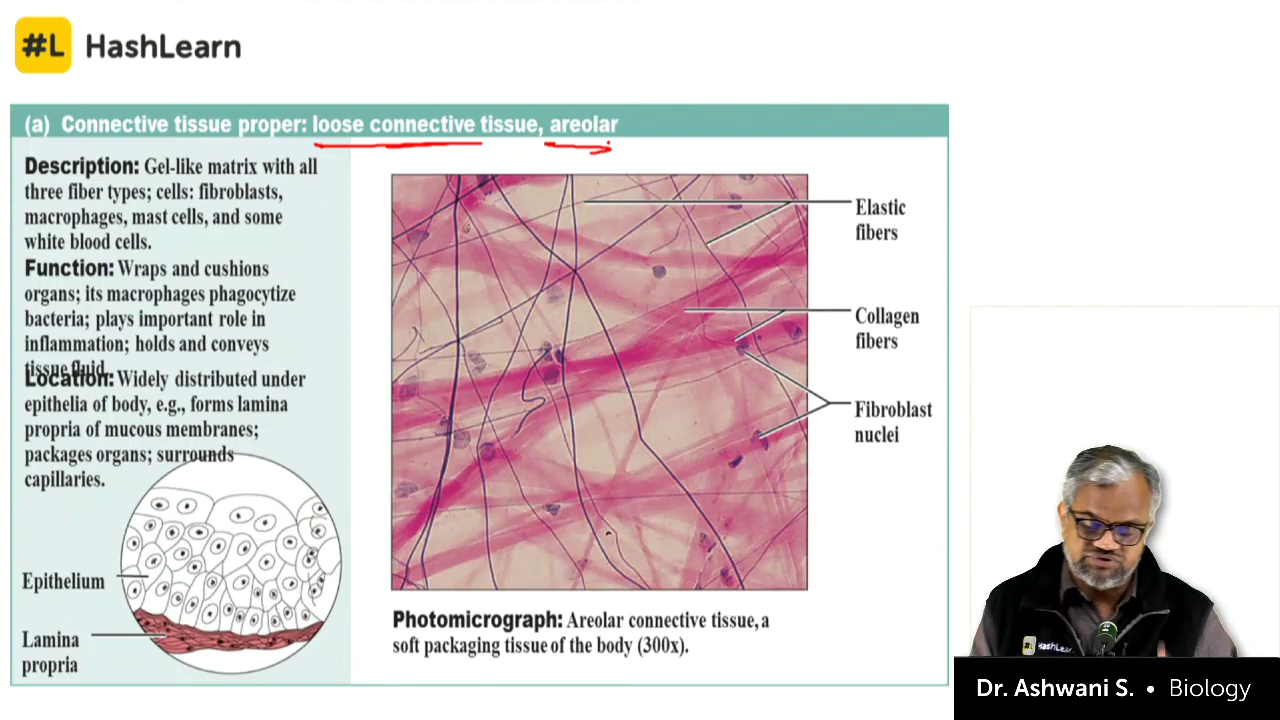 #L HashLearn
(a) Connective tissue proper: loose connective tissue, areolar
Description: Gel-like matrix with all
three fiber types; cells: fibroblasts,
macrophages, mast cells, and some
white blood cells.
Function: Wraps and cushions
organs; its macrophages phagocytize
bacteria; plays important role in
inflammation; holds and conveys
tissue fluid.
Location: Widely distributed under
epithelia of body, e.g., forms lamina
propria of mucous membranes;
packages organs; surrounds
capillaries.
Epithelium
Lamina
propria
Elastic
fibers
Collagen
fibers
Fibroblast
nuclei
Photomicrograph: Areolar connective tissue, a
soft packaging tissue of the body (300x).
#L HashLearn
Dr. Ashwani S. • Biology